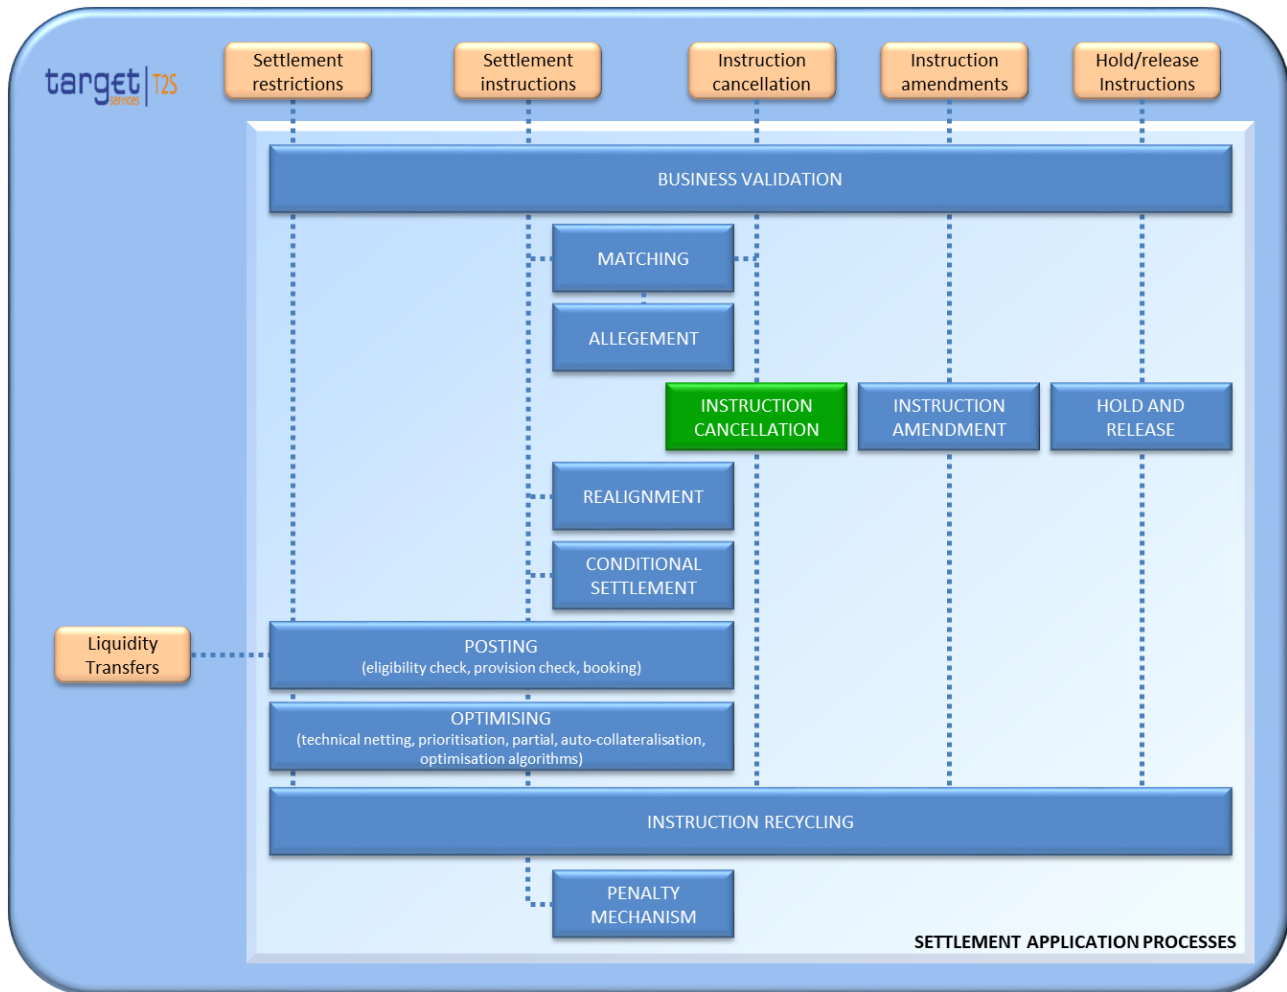 target T2S
services
Settlement
restrictions
Settlement
instructions
Instruction
cancellation
Instruction
amendments
Hold/release
Instructions
BUSINESS VALIDATION
MATCHING
ALLEGEMENT
INSTRUCTION
CANCELLATION
INSTRUCTION
AMENDMENT
HOLD AND
RELEASE
REALIGNMENT
CONDITIONAL
SETTLEMENT
Liquidity
Transfers
POSTING
(eligibility check, provision check, booking)
OPTIMISING
(technical netting, prioritisation, partial, auto-collateralisation,
optimisation algorithms)
INSTRUCTION RECYCLING
PENALTY
MECHANISM
SETTLEMENT APPLICATION PROCESSES